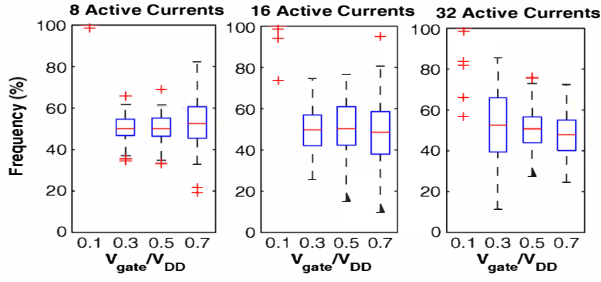 8 Active Currents
16 Active Currents
32 Active Currents
Frequency (%)
100
80
60
40
20
0
0.1 0.3 0.5 0.7
Vgate/VDD
100
80
60
40
20
0
0.1 0.3 0.5 0.7
Vgate/VDD
100
80
60
40
20
0
0.1 0.3 0.5 0.7
Vgate/VDD